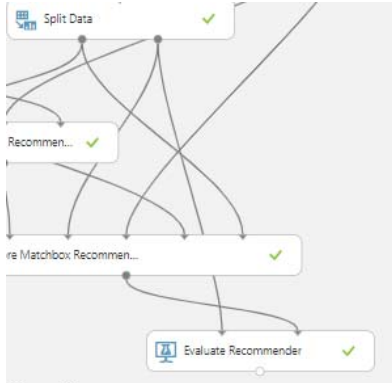 Split Data
Recommen...
re Matchbox Recommen...
Evaluate Recommender